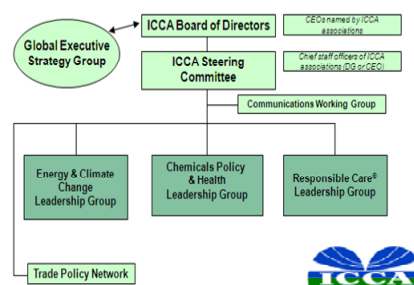 ICCA Board of Directors
CEOs named by ICCA
associations
Global Executive
Strategy Group
ICCA Steering
Committee
Chief staff officers of ICCA
associations (DG or CEO)
Communications Working Group
Energy & Climate
Change
Leadership Group
Chemicals Policy
& Health
Leadership Group
Responsible Care®
Leadership Group
Trade Policy Network
ICCA